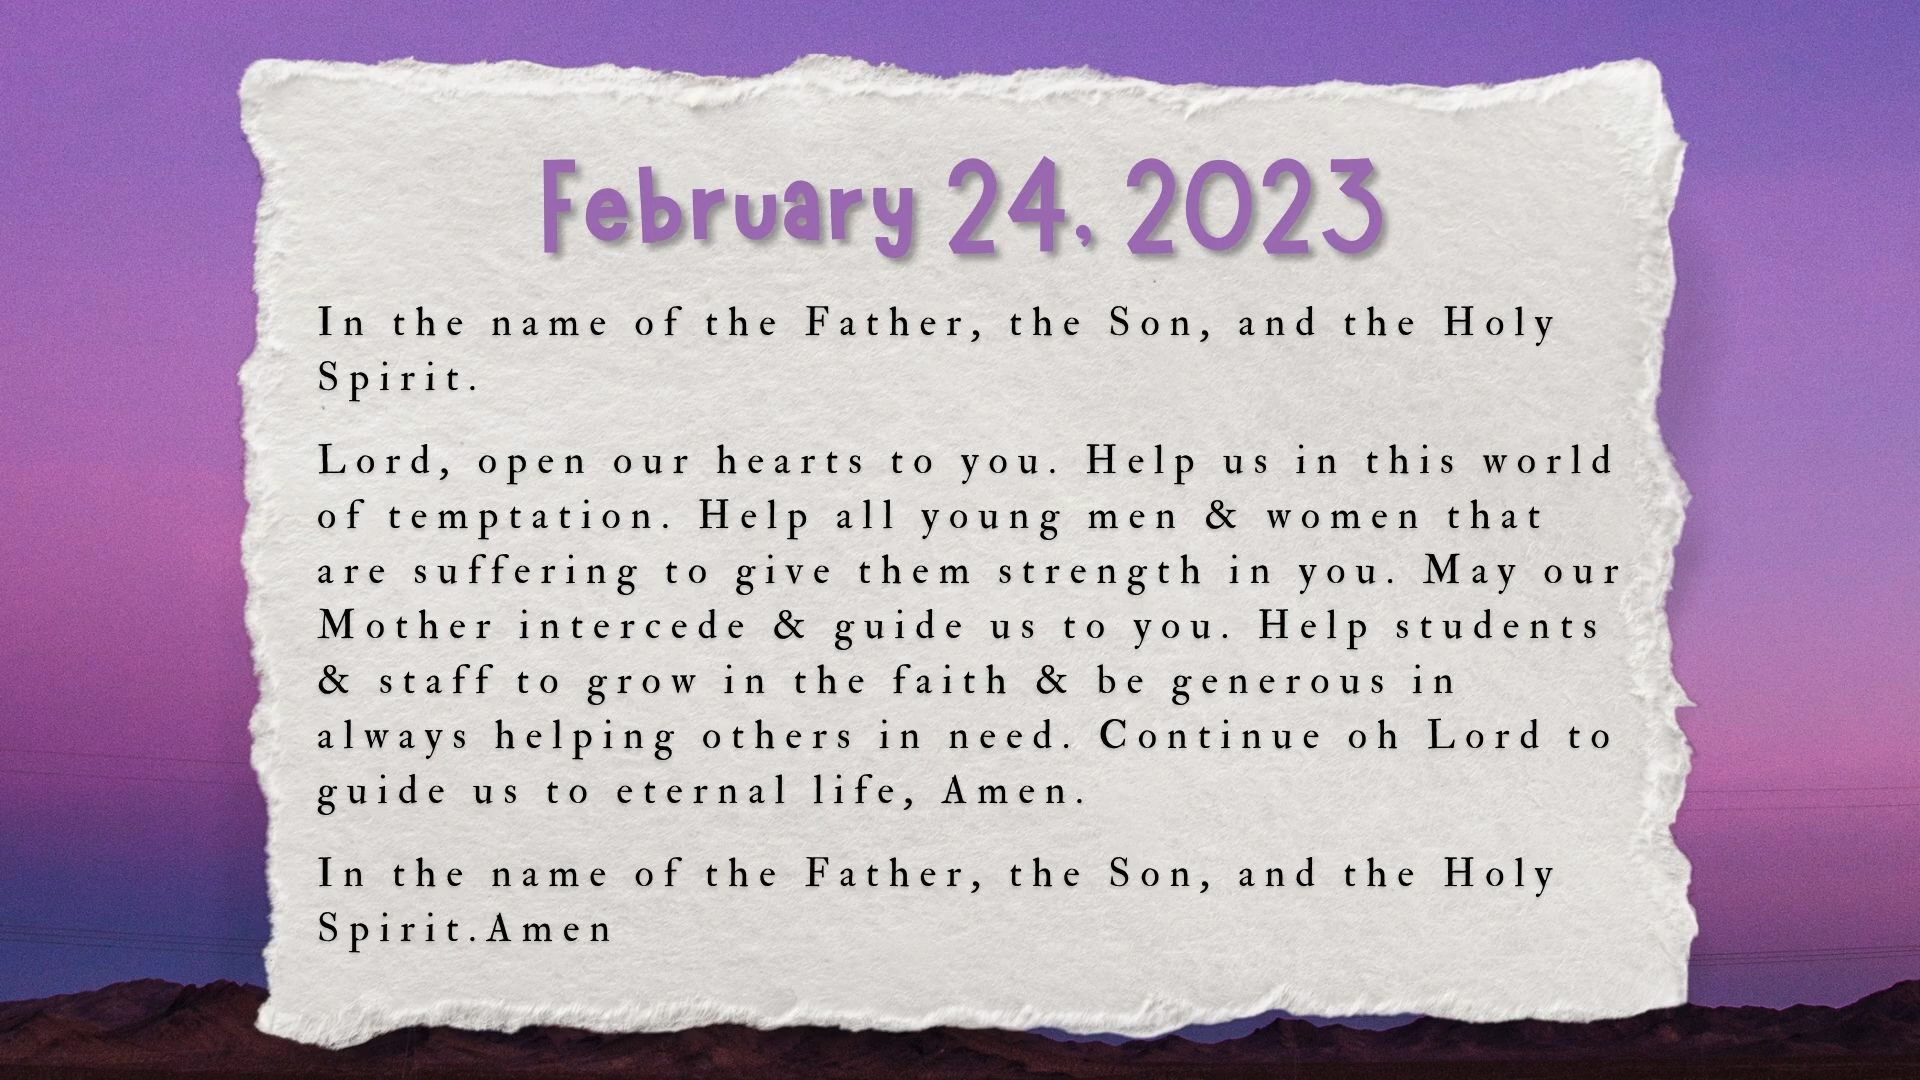 February 24, 2023
In the name of the Father, the Son, and the Holy
Spirit.
Lord, open our hearts to you. Help us in this world
of temptation. Help all young men & women that
are suffering to give them strength in you. May our
Mother intercede & guide us to you. Help students
& staff to grow in the faith & be generous in
always helping others in need. Continue oh Lord to
guide us to eternal life, Amen.
In the name of the Father, the Son, and the Holy
Spirit.Amen